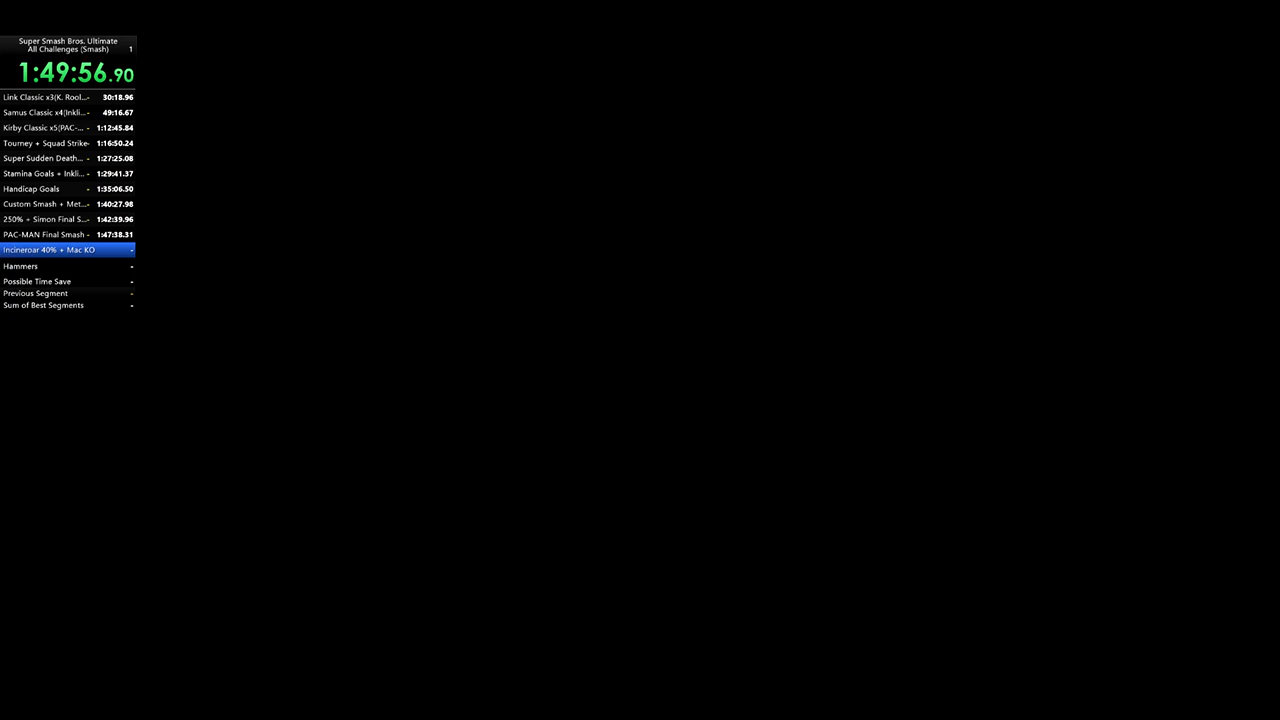 Super Smash Bros. Ultimate
All Challenges (Smash) 1
1:49:56.90
Link Classic x3(K. Rool... - 30:18.96
Samus Classic x4(Inkli... - 49:16.67
Kirby Classic x5(PAC-... - 1:12:45.84
Tourney + Squad Strike - 1:16:50.24
Super Sudden Death... - 1:27:25.08
Stamina Goals + Inkli... - 1:29:41.37
Handicap Goals - 1:35:06.50
Custom Smash + Met... - 1:40:27.98
250% + Simon Final S... - 1:42:39.96
PAC-MAN Final Smash - 1:47:38.31
Incineroar 40% + Mac KO -
Hammers -
Possible Time Save -
Previous Segment -
Sum of Best Segments -